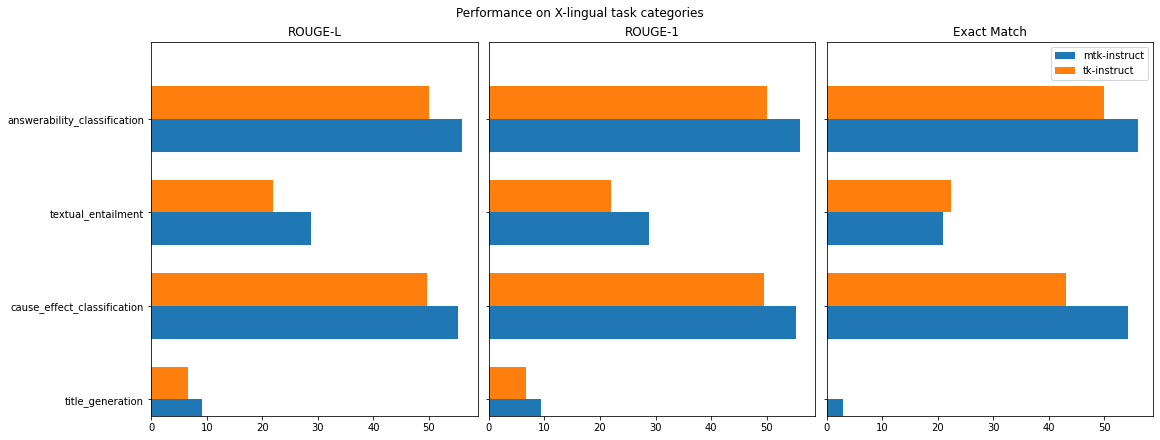 Performance on X-lingual task categories
ROUGE-L
ROUGE-1
Exact Match
mtk-instruct
tk-instruct
answerability_classification
textual_entailment
cause_effect_classification
title_generation
0 10 20 30 40 50
0 10 20 30 40 50
0 10 20 30 40 50